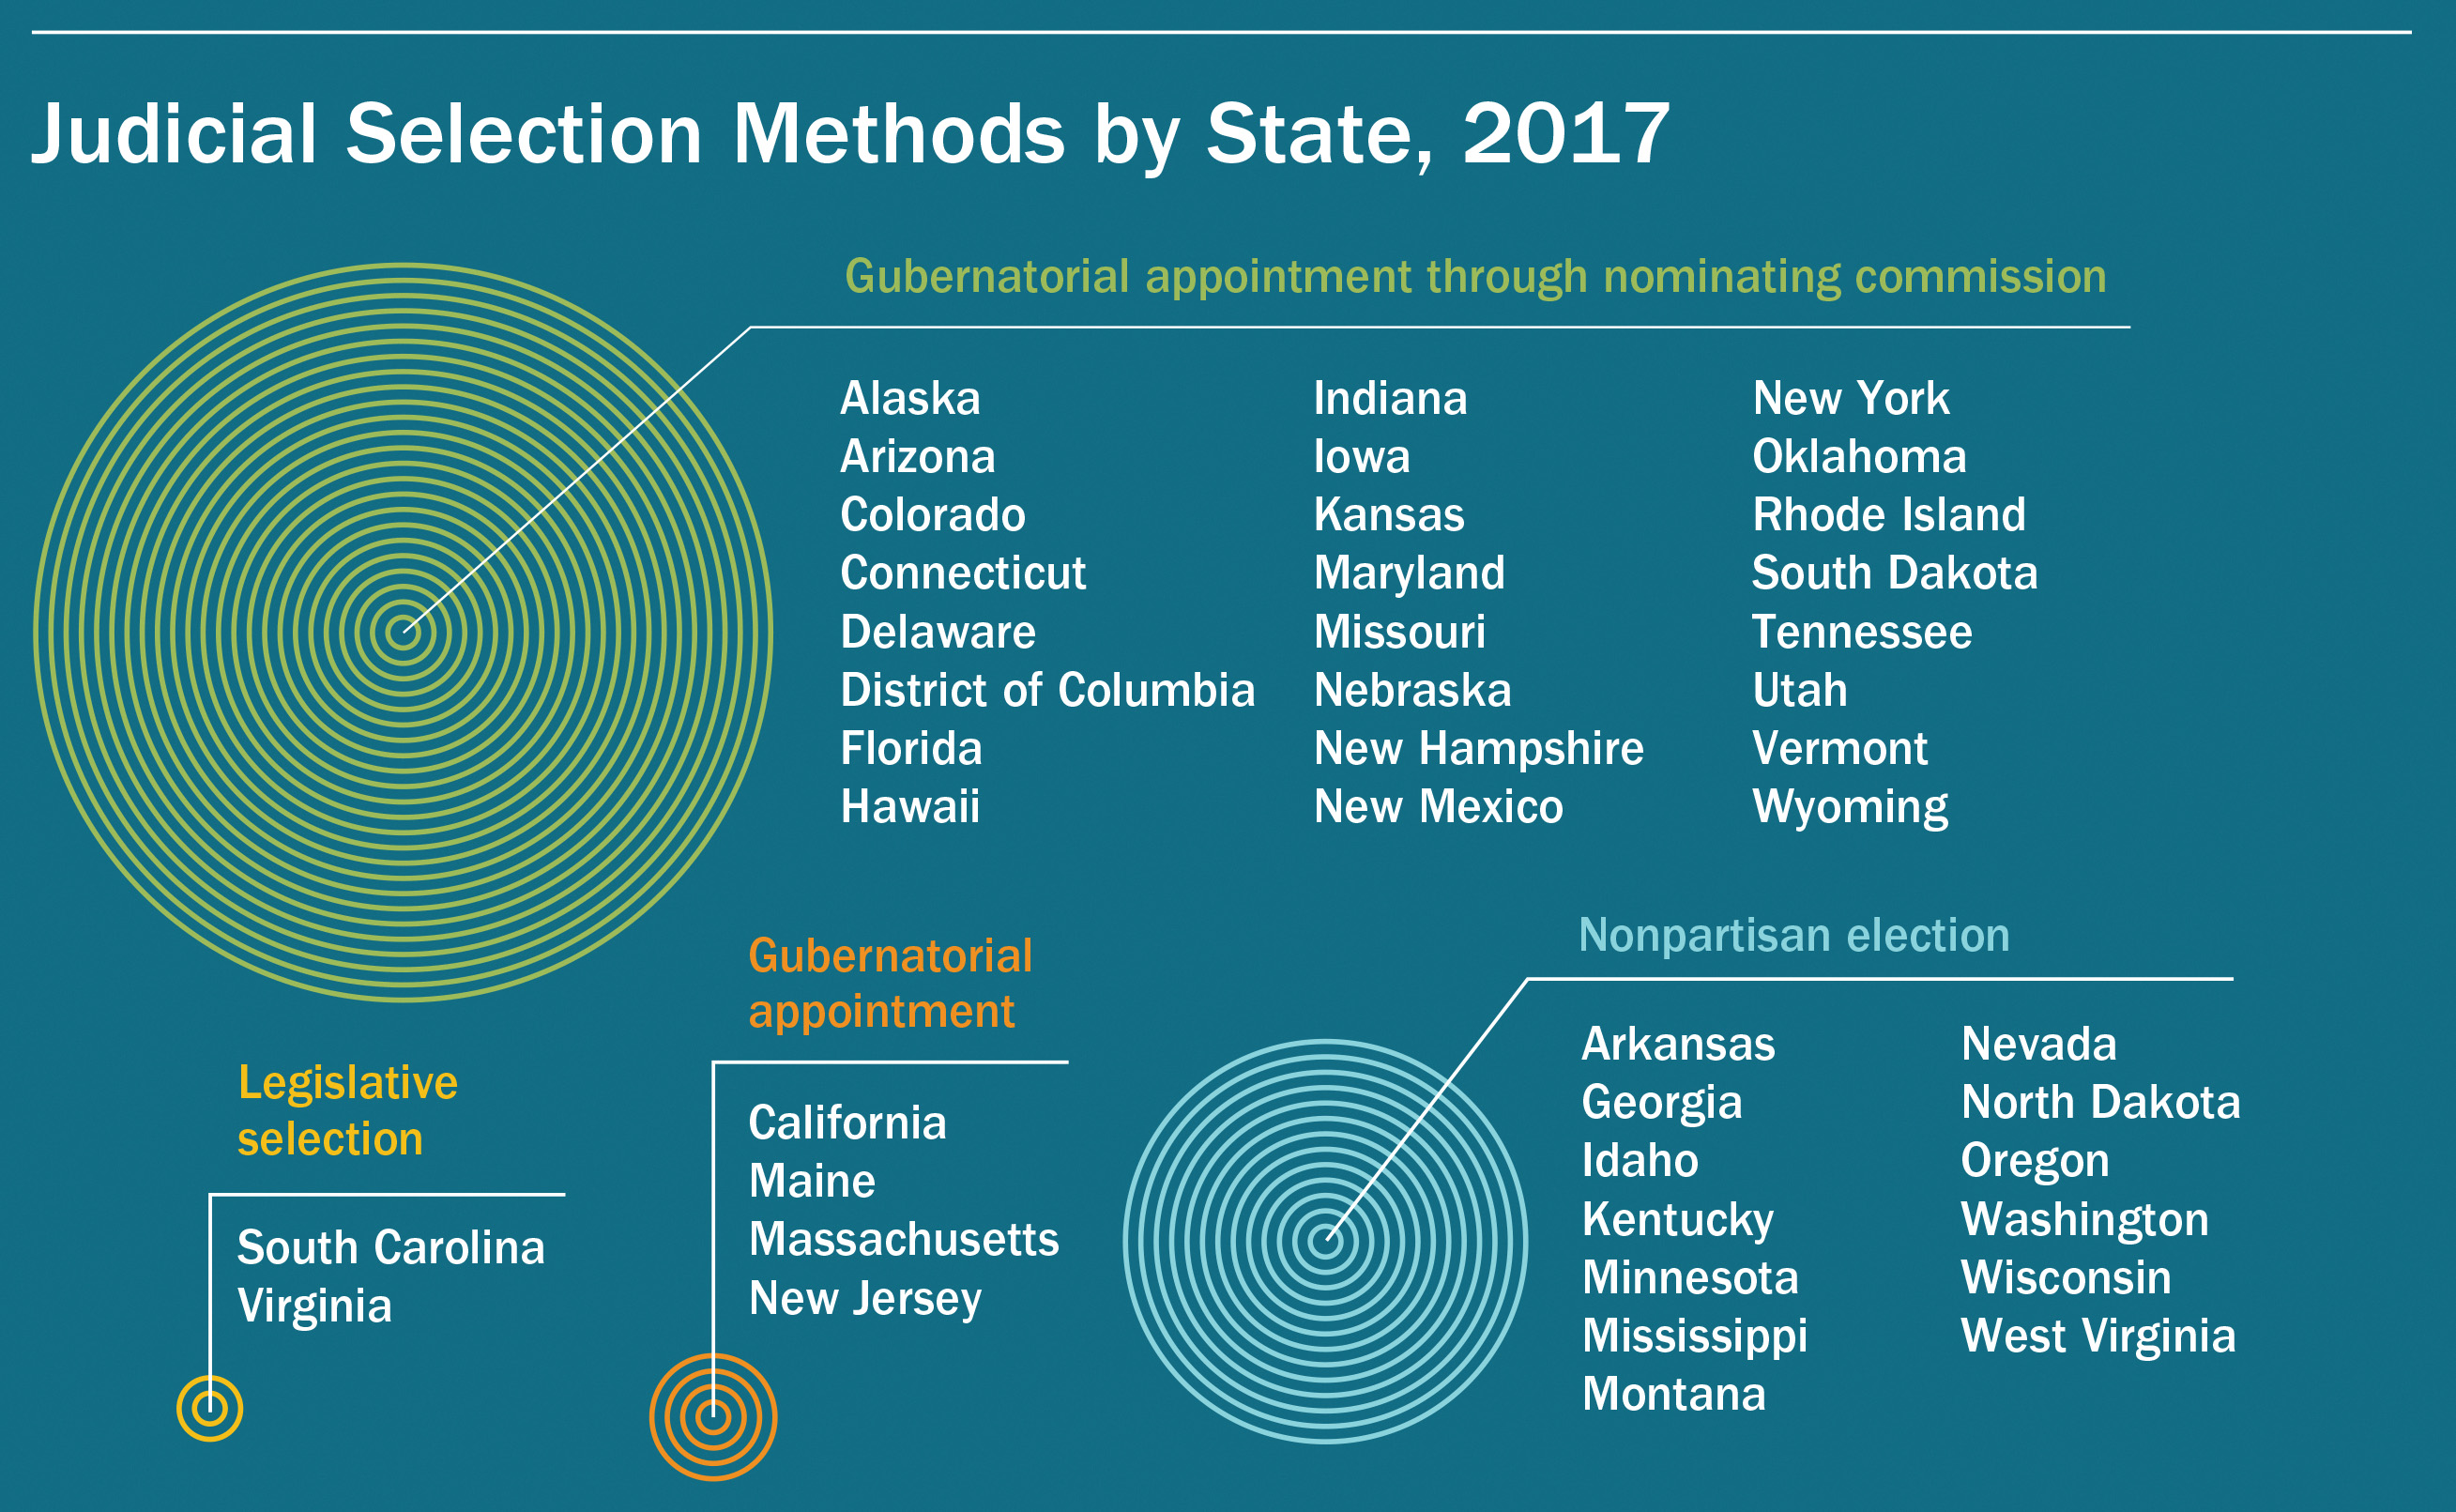 Judicial Selection Methods by State, 2017
Gubernatorial appointment through nominating commission
Alaska
Arizona
Colorado
Connecticut
Delaware
District of Columbia
Florida
Hawaii
Indiana
Iowa
Kansas
Maryland
Missouri
Nebraska
New Hampshire
New Mexico
New York
Oklahoma
Rhode Island
South Dakota
Tennessee
Utah
Vermont
Wyoming
Legislative
selection
South Carolina
Virginia
Gubernatorial
appointment
California
Maine
Massachusetts
New Jersey
Nonpartisan election
Arkansas
Georgia
Idaho
Kentucky
Minnesota
Mississippi
Montana
Nevada
North Dakota
Oregon
Washington
Wisconsin
West Virginia